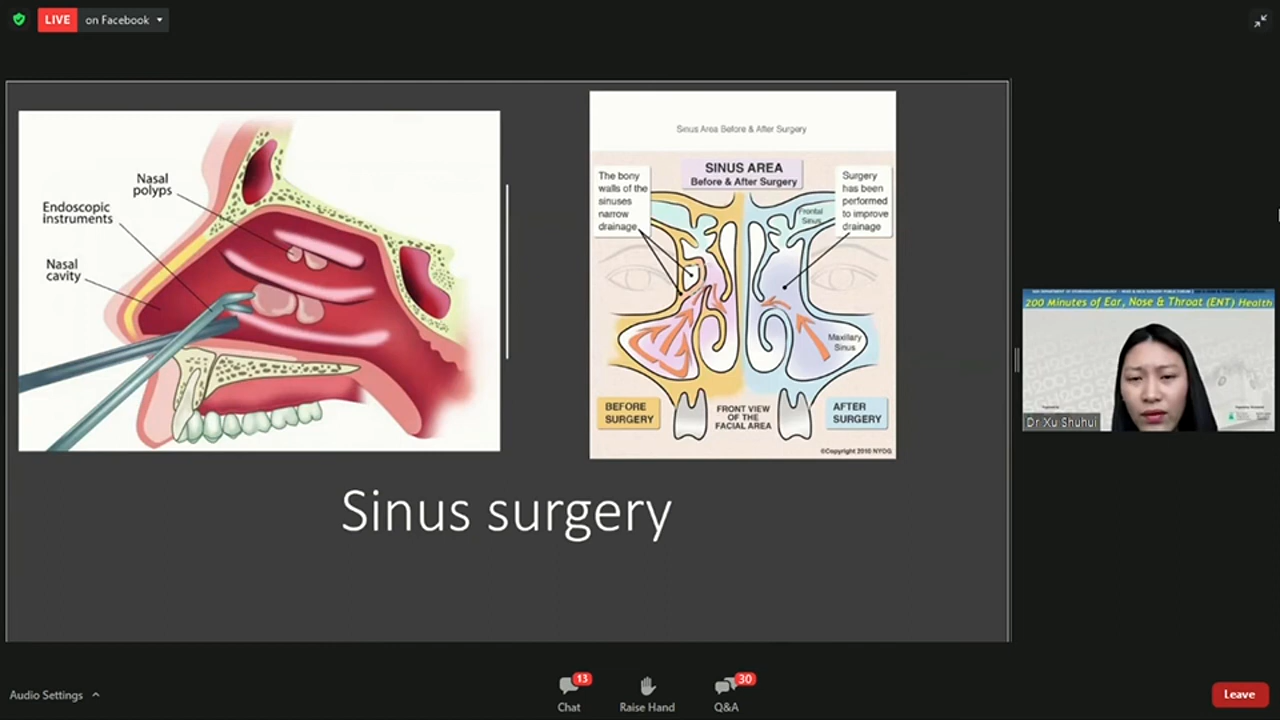 LIVE on Facebook
Nasal
polyps
Endoscopic
instruments
Nasal
cavity
Sinus Area Before & After Surgery
SINUS AREA
Before & After Surgery
The bony
walls of the
sinuses
narrow
drainage
Surgery
has been
performed
to improve
drainage
Frontal
Sinus
Maxillary
Sinus
BEFORE
SURGERY
FRONT VIEW
OF THE
FACIAL AREA
AFTER
SURGERY
©Copyright 2010 NYOG
Sinus surgery
200 Minutes of Ear, Nose & Throat (ENT) Health
Dr Xu Shuhui
Audio Settings
13
Chat
Raise Hand
30
Q&A
Leave